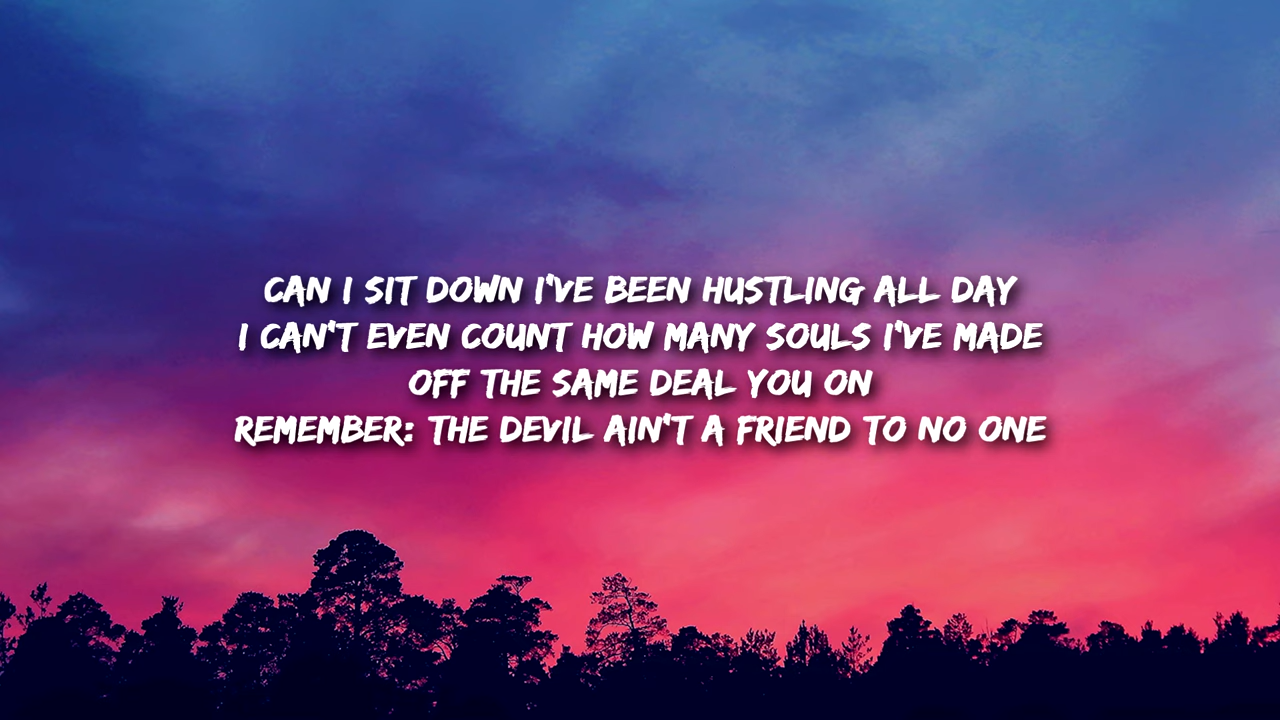 CAN I SIT DOWN I'VE BEEN HUSTLING ALL DAY
I CAN'T EVEN COUNT HOW MANY SOULS I'VE MADE
OFF THE SAME DEAL YOU ON
REMEMBER: THE DEVIL AIN'T A FRIEND TO NO ONE